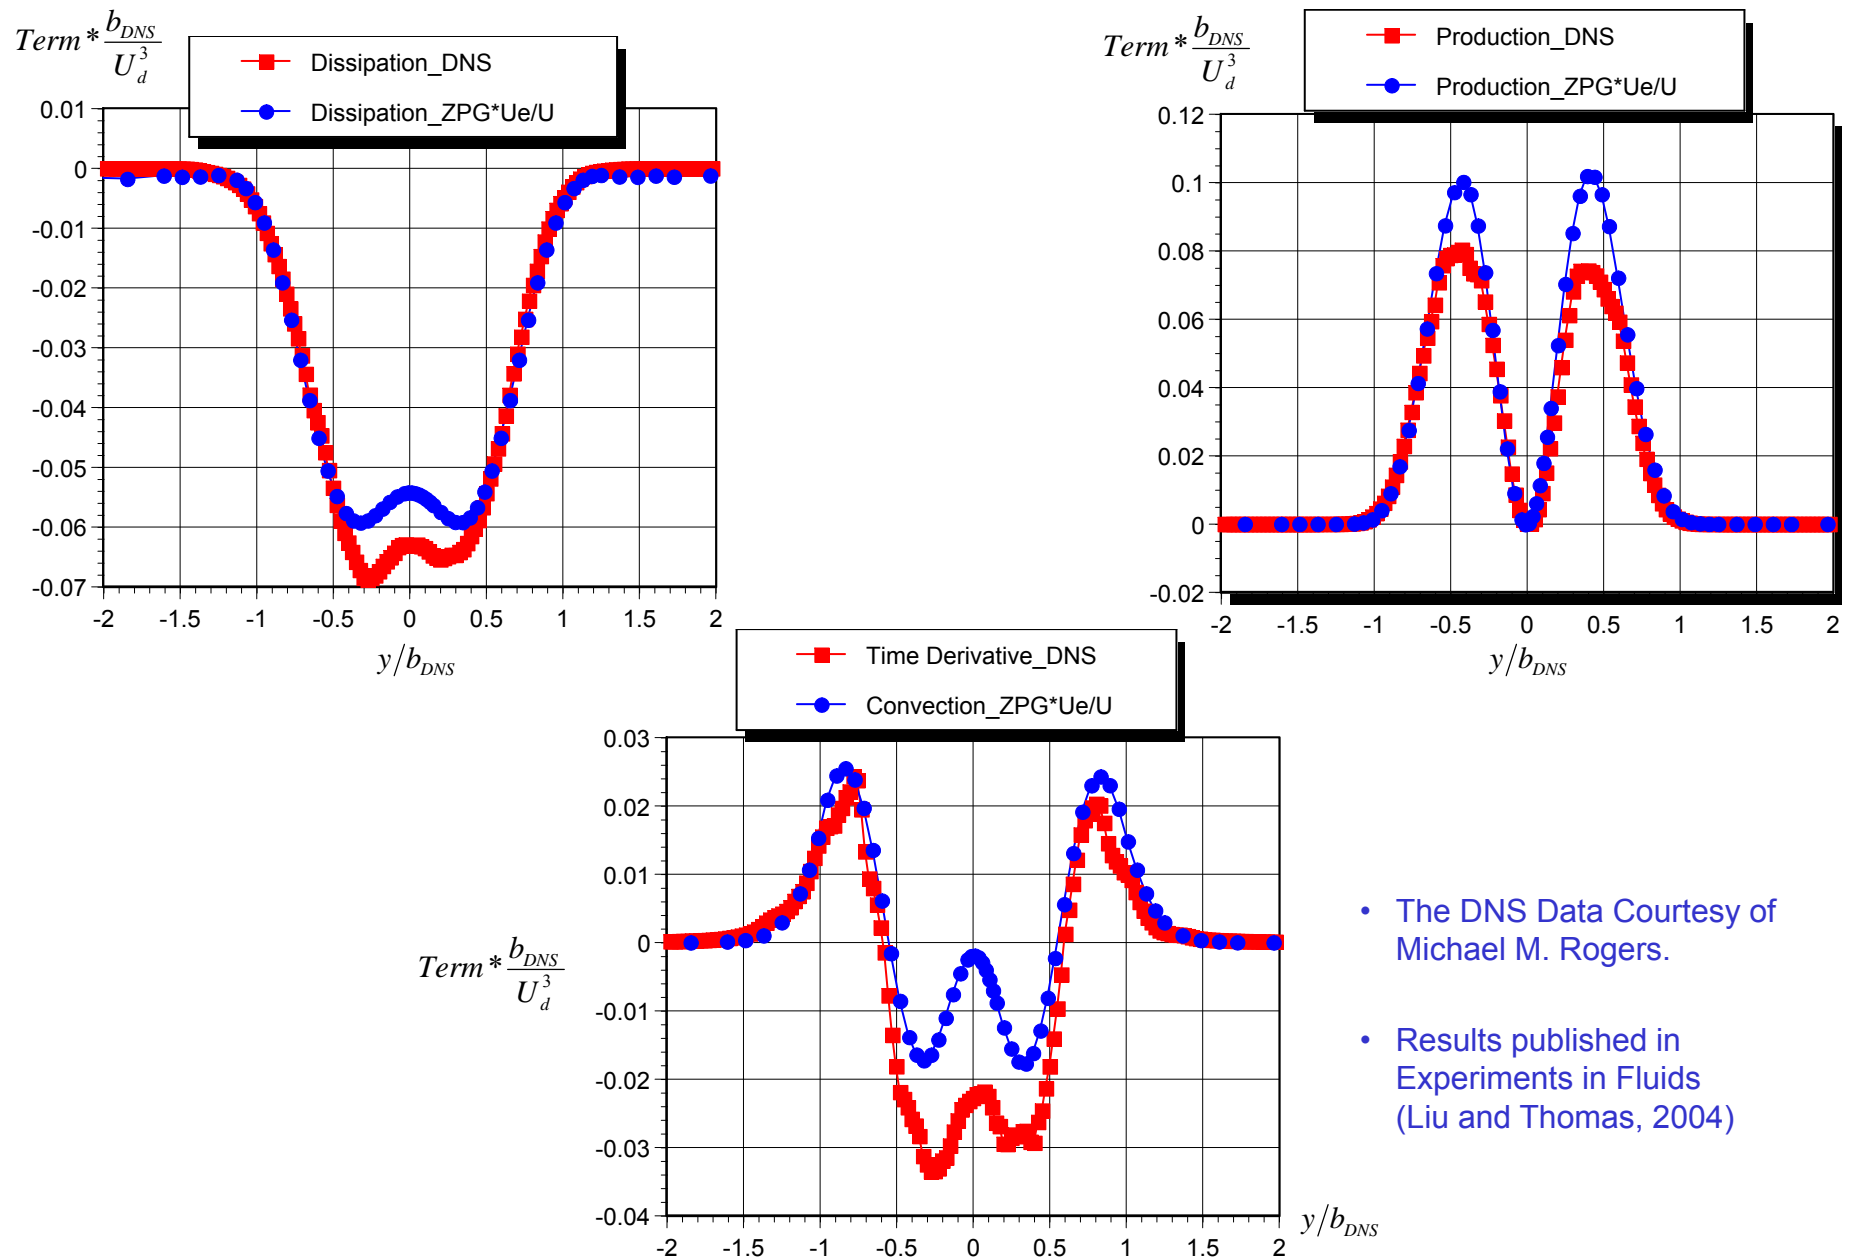 Term * b_DNS / U_d^3
Dissipation_DNS
Dissipation_ZPG*Ue/U
0.01
0
-0.01
-0.02
-0.03
-0.04
-0.05
-0.06
-0.07
-2 -1.5 -1 -0.5 0 0.5 1 1.5 2
y/b_DNS
Term * b_DNS / U_d^3
Production_DNS
Production_ZPG*Ue/U
0.12
0.1
0.08
0.06
0.04
0.02
0
-0.02
-2 -1.5 -1 -0.5 0 0.5 1 1.5 2
y/b_DNS
Time Derivative_DNS
Convection_ZPG*Ue/U
Term * b_DNS / U_d^3
0.03
0.02
0.01
0
-0.01
-0.02
-0.03
-0.04
-2 -1.5 -1 -0.5 0 0.5 1 1.5 2
y/b_DNS
• The DNS Data Courtesy of
Michael M. Rogers.
• Results published in
Experiments in Fluids
(Liu and Thomas, 2004)